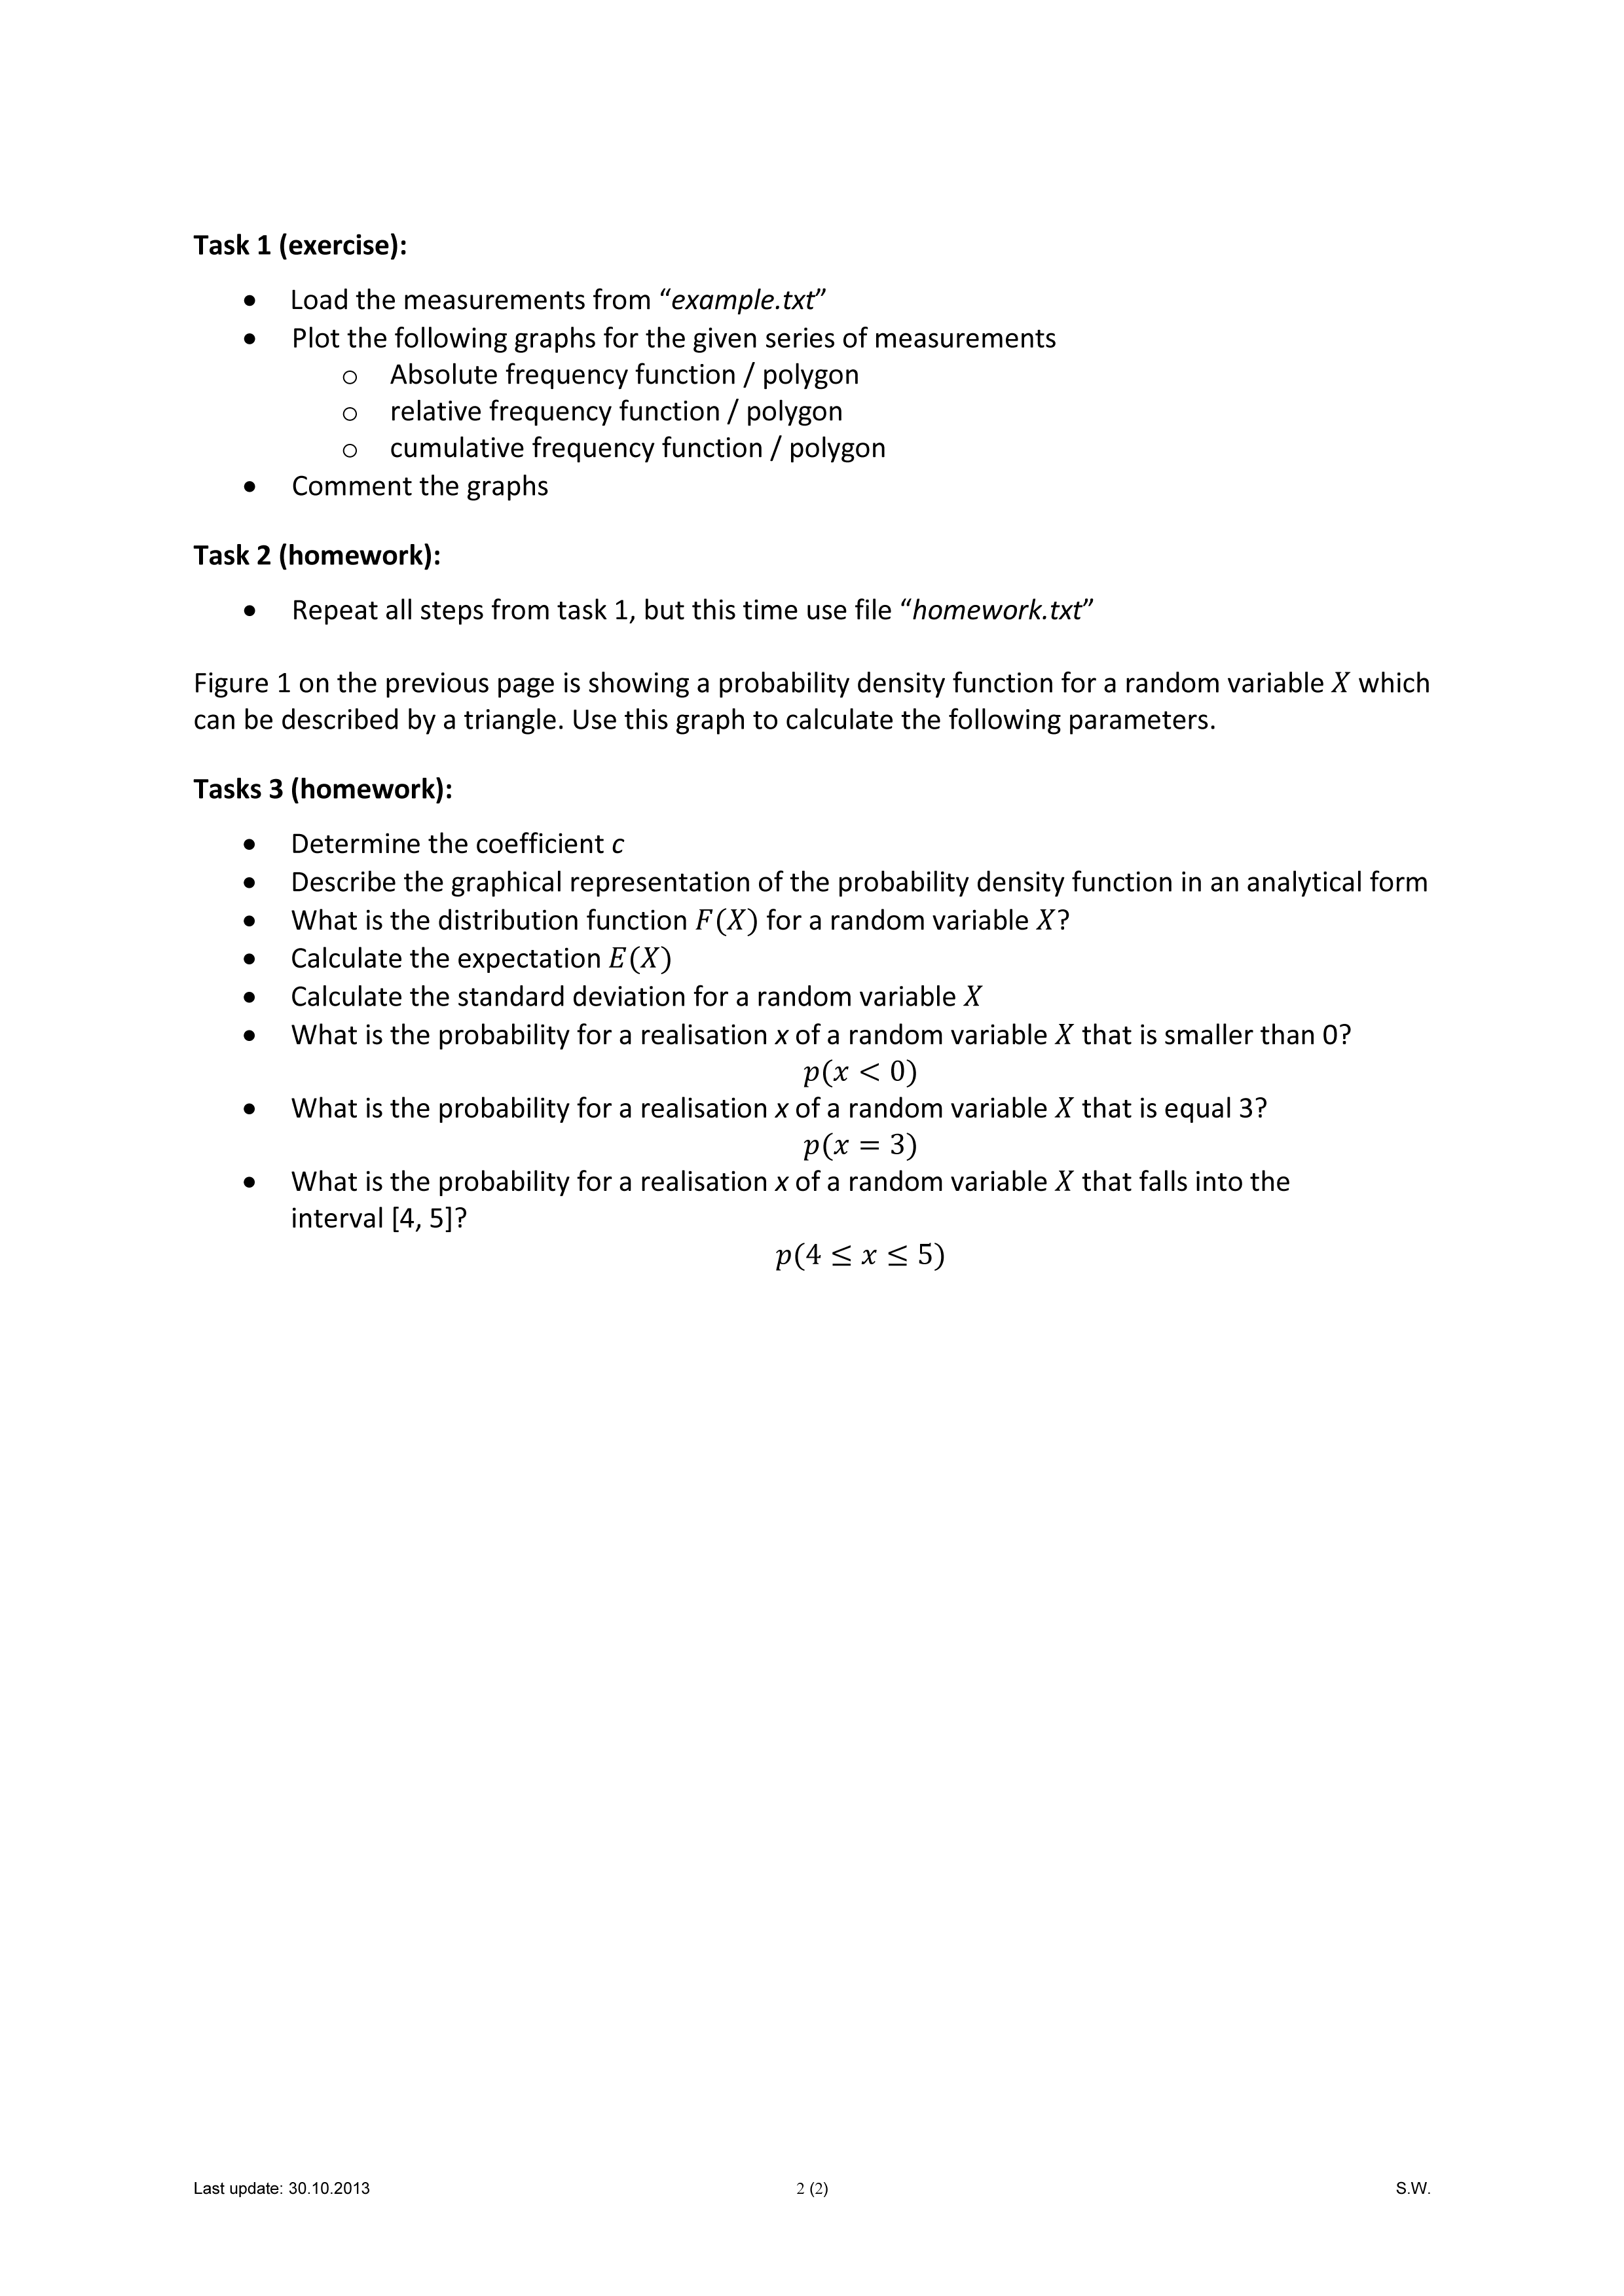 Task 1 (exercise):
• Load the measurements from “example.txt”
• Plot the following graphs for the given series of measurements
o Absolute frequency function / polygon
o relative frequency function / polygon
o cumulative frequency function / polygon
• Comment the graphs
Task 2 (homework):
• Repeat all steps from task 1, but this time use file “homework.txt”
Figure 1 on the previous page is showing a probability density function for a random variable X which
can be described by a triangle. Use this graph to calculate the following parameters.
Tasks 3 (homework):
• Determine the coefficient c
• Describe the graphical representation of the probability density function in an analytical form
• What is the distribution function F(X) for a random variable X?
• Calculate the expectation E(X)
• Calculate the standard deviation for a random variable X
• What is the probability for a realisation x of a random variable X that is smaller than 0?
p(x < 0)
• What is the probability for a realisation x of a random variable X that is equal 3?
p(x = 3)
• What is the probability for a realisation x of a random variable X that falls into the
interval [4, 5]?
p(4 ≤ x ≤ 5)
Last update: 30.10.2013 2 (2) S.W.